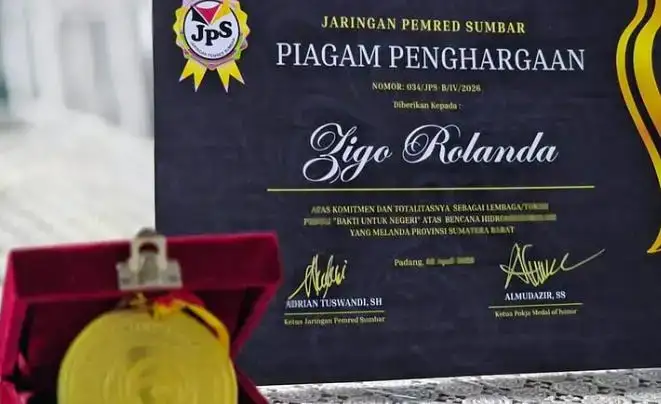 JPS
JARINGAN PEMRED SUMBAR
PIAGAM PENGHARGAAN
NOMOR: 034/JPS-B/IV/2026
Diberikan Kepada :
Zigo Rolanda
ATAS KOMITMEN DAN TOTALITASNYA SEBAGAI LEMBAGA/
"BAKTI UNTUK NEGERI" ATAS BENCANA
YANG MELANDA PROVINSI SUMATERA BARAT
Padang,
ADRIAN TUSWANDI, SH
Ketua Jaringan Pemred Sumbar
ALMUDAZIR, SS
Ketua Pokja Medal of honor